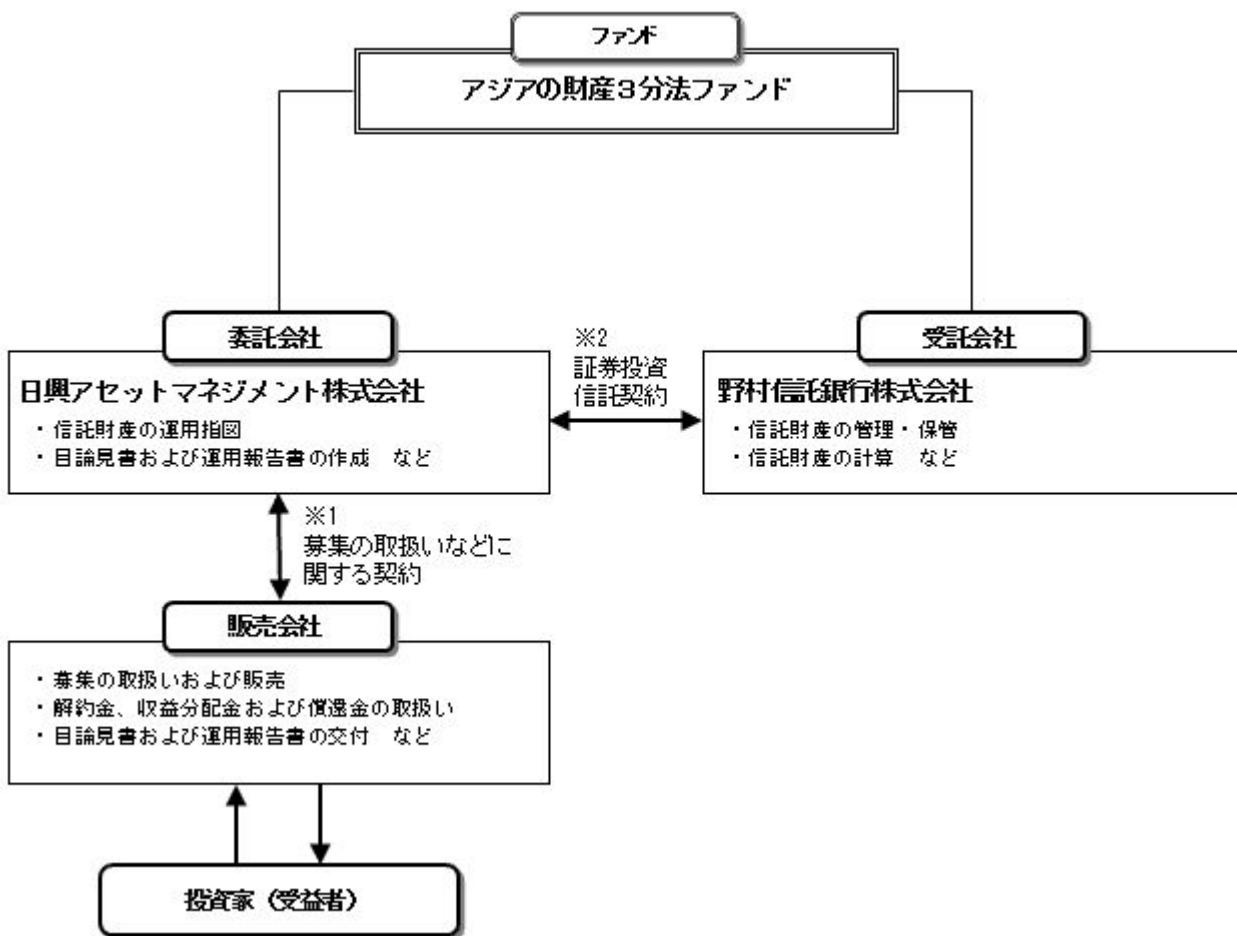 ファンド
アジアの財産３分法ファンド
委託会社
日興アセットマネジメント株式会社
・信託財産の運用指図
・目論見書および運用報告書の作成　など
※2
証券投資
信託契約
受託会社
野村信託銀行株式会社
・信託財産の管理・保管
・信託財産の計算　など
※1
募集の取扱いなどに
関する契約
販売会社
・募集の取扱いおよび販売
・解約金、収益分配金および償還金の取扱い
・目論見書および運用報告書の交付　など
投資家（受益者）